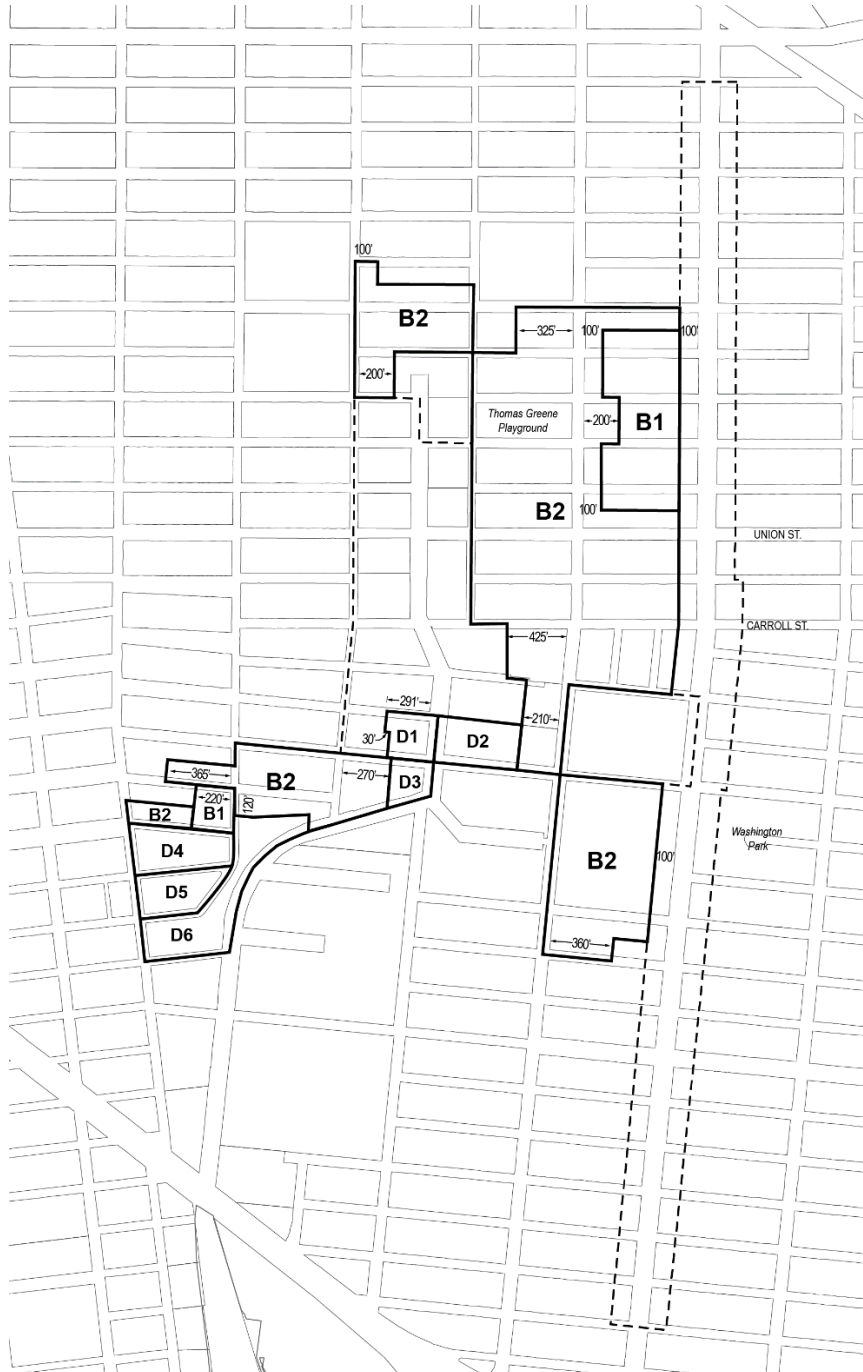 100'
B2
325'
100'
100'
200'
Thomas Greene
Playground
200'
B1
B2
100'
UNION ST.
CARROLL ST.
425'
291'
210'
30'
D1
D2
365'
B2
270'
D3
220'
120'
B2
B1
D4
Washington
Park
B2
100'
D5
D6
360'